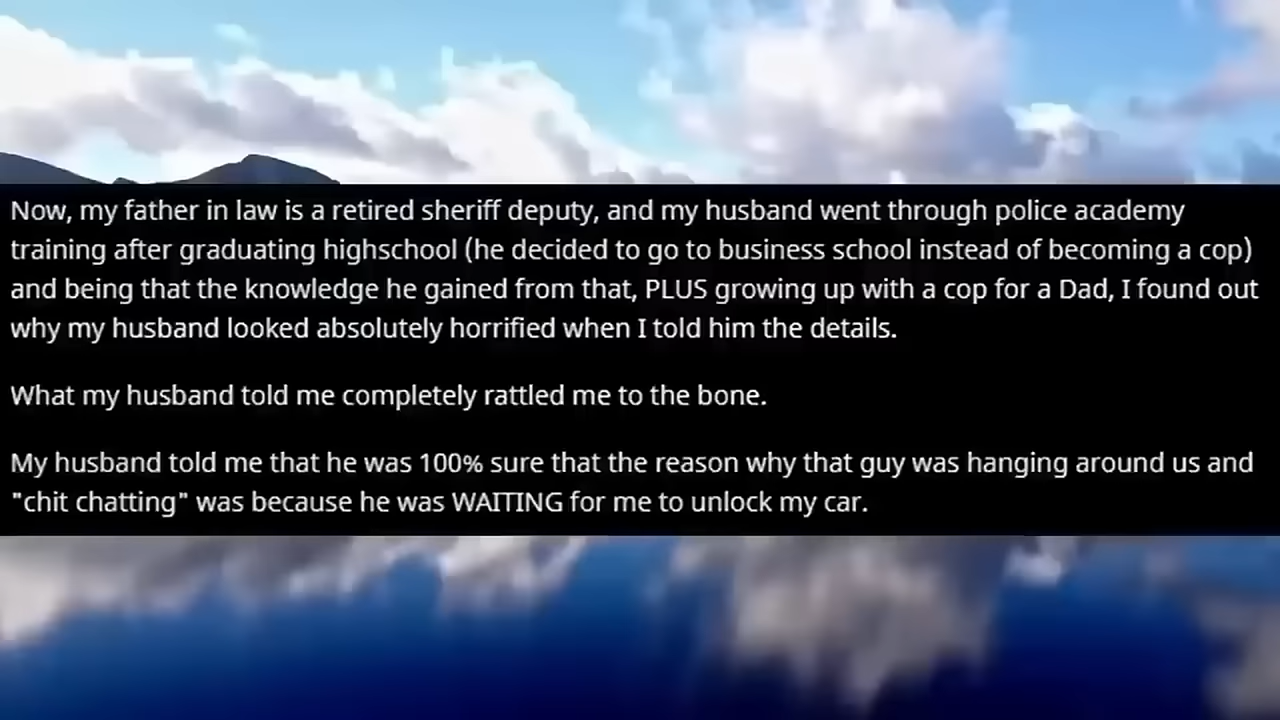 Now, my father in law is a retired sheriff deputy, and my husband went through police academy
training after graduating highschool (he decided to go to business school instead of becoming a cop)
and being that the knowledge he gained from that, PLUS growing up with a cop for a Dad, I found out
why my husband looked absolutely horrified when I told him the details.
What my husband told me completely rattled me to the bone.
My husband told me that he was 100% sure that the reason why that guy was hanging around us and
"chit chatting" was because he was WAITING for me to unlock my car.